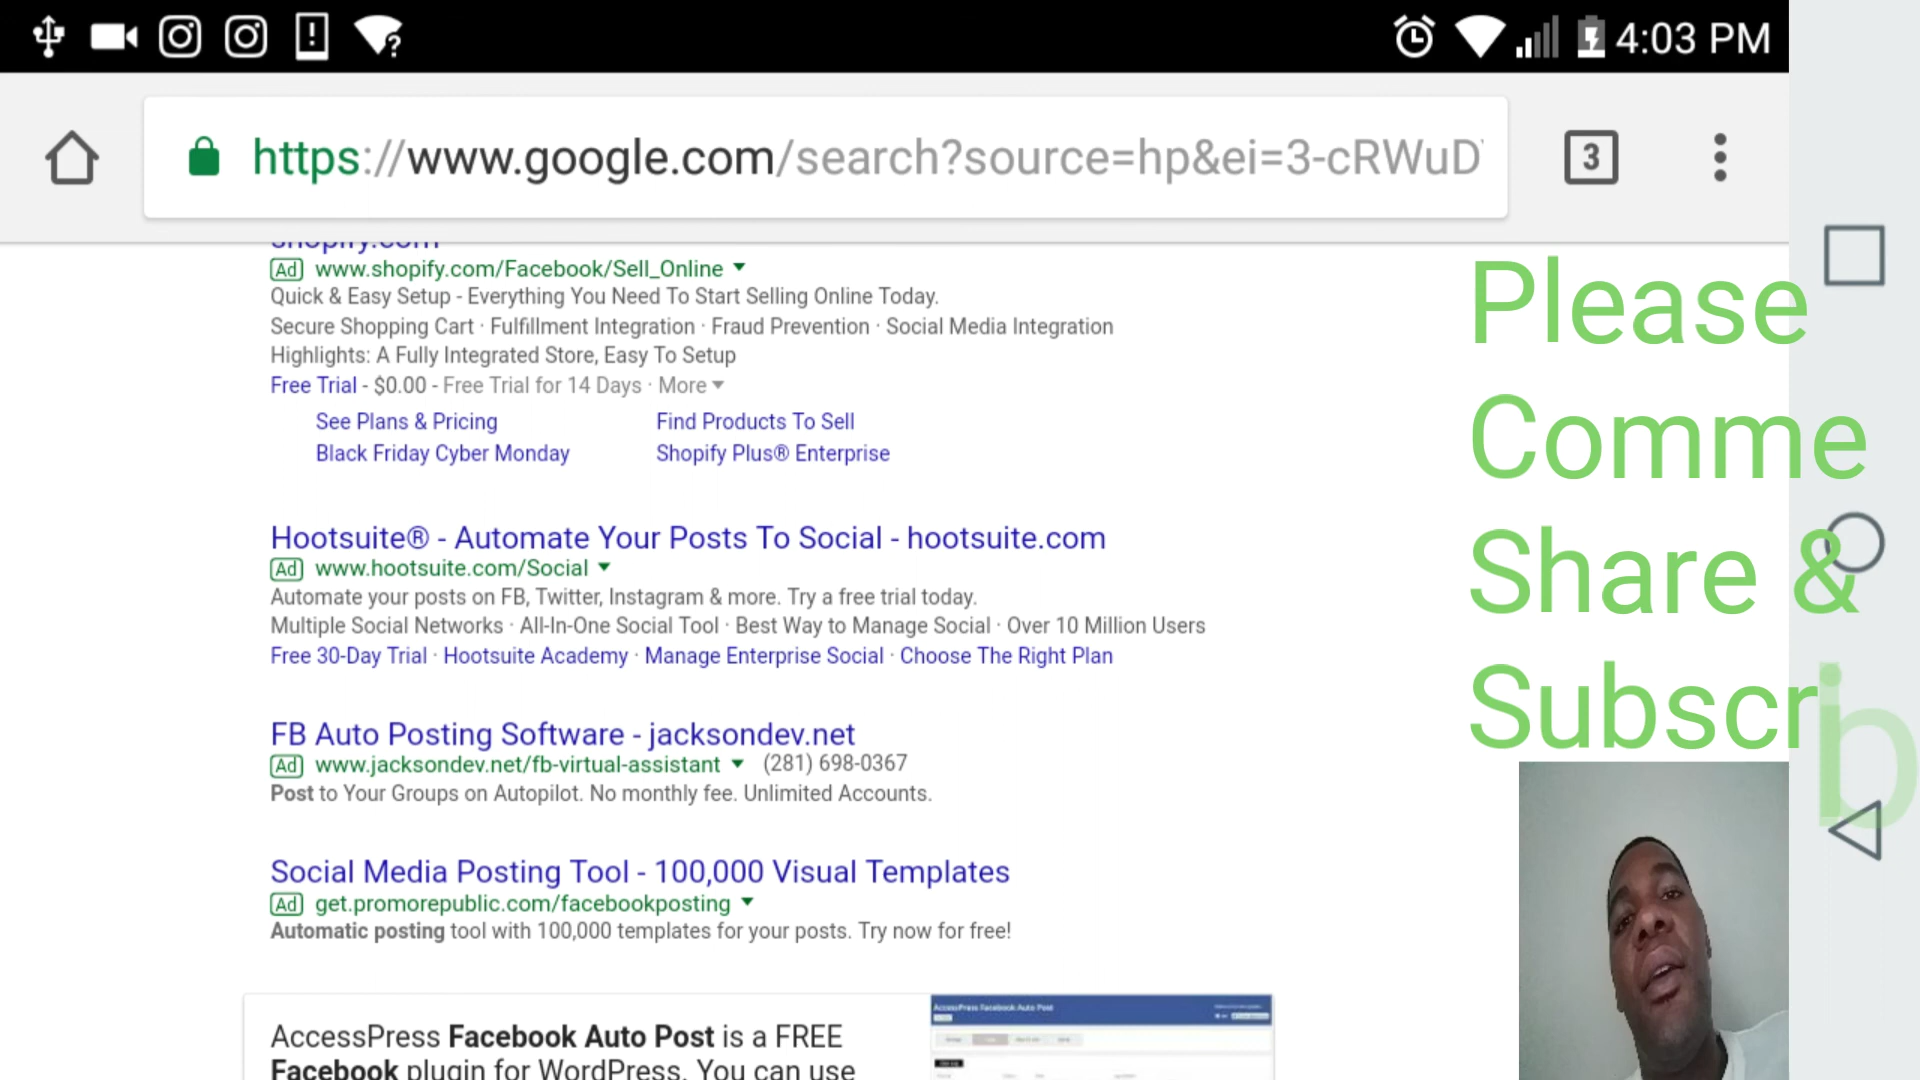 4:03 PM
https://www.google.com/search?source=hp&ei=3-cRWuD
3
shopify.com
Ad www.shopify.com/Facebook/Sell_Online
Quick & Easy Setup - Everything You Need To Start Selling Online Today.
Secure Shopping Cart · Fulfillment Integration · Fraud Prevention · Social Media Integration
Highlights: A Fully Integrated Store, Easy To Setup
Free Trial - $0.00 - Free Trial for 14 Days · More
See Plans & Pricing Find Products To Sell
Black Friday Cyber Monday Shopify Plus® Enterprise
Hootsuite® - Automate Your Posts To Social - hootsuite.com
Ad www.hootsuite.com/Social
Automate your posts on FB, Twitter, Instagram & more. Try a free trial today.
Multiple Social Networks · All-In-One Social Tool · Best Way to Manage Social · Over 10 Million Users
Free 30-Day Trial · Hootsuite Academy · Manage Enterprise Social · Choose The Right Plan
FB Auto Posting Software - jacksondev.net
Ad www.jacksondev.net/fb-virtual-assistant (281) 698-0367
Post to Your Groups on Autopilot. No monthly fee. Unlimited Accounts.
Social Media Posting Tool - 100,000 Visual Templates
Ad get.promorepublic.com/facebookposting
Automatic posting tool with 100,000 templates for your posts. Try now for free!
AccessPress Facebook Auto Post is a FREE
Facebook plugin for WordPress. You can use
AccessPress Facebook Auto Post
Please
Comme
Share &
Subscrib